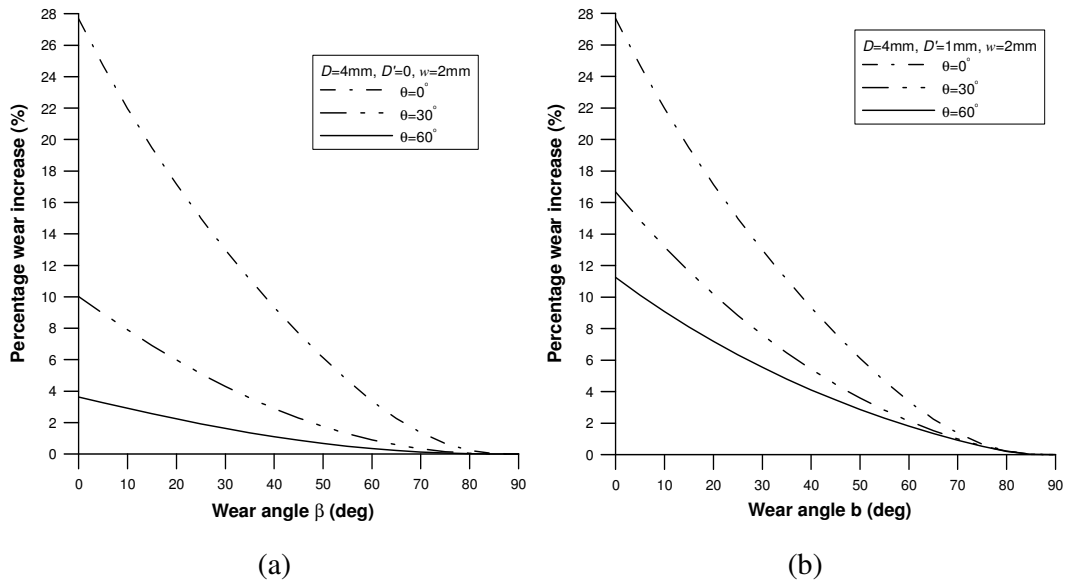 Percentage wear increase (%)
28
26
24
22
20
18
16
14
12
10
8
6
4
2
0
D=4mm, D'=0, w=2mm
θ=0°
θ=30°
θ=60°
0 10 20 30 40 50 60 70 80 90
Wear angle β (deg)
(a)
Percentage wear increase (%)
28
26
24
22
20
18
16
14
12
10
8
6
4
2
0
D=4mm, D'=1mm, w=2mm
θ=0°
θ=30°
θ=60°
0 10 20 30 40 50 60 70 80 90
Wear angle b (deg)
(b)